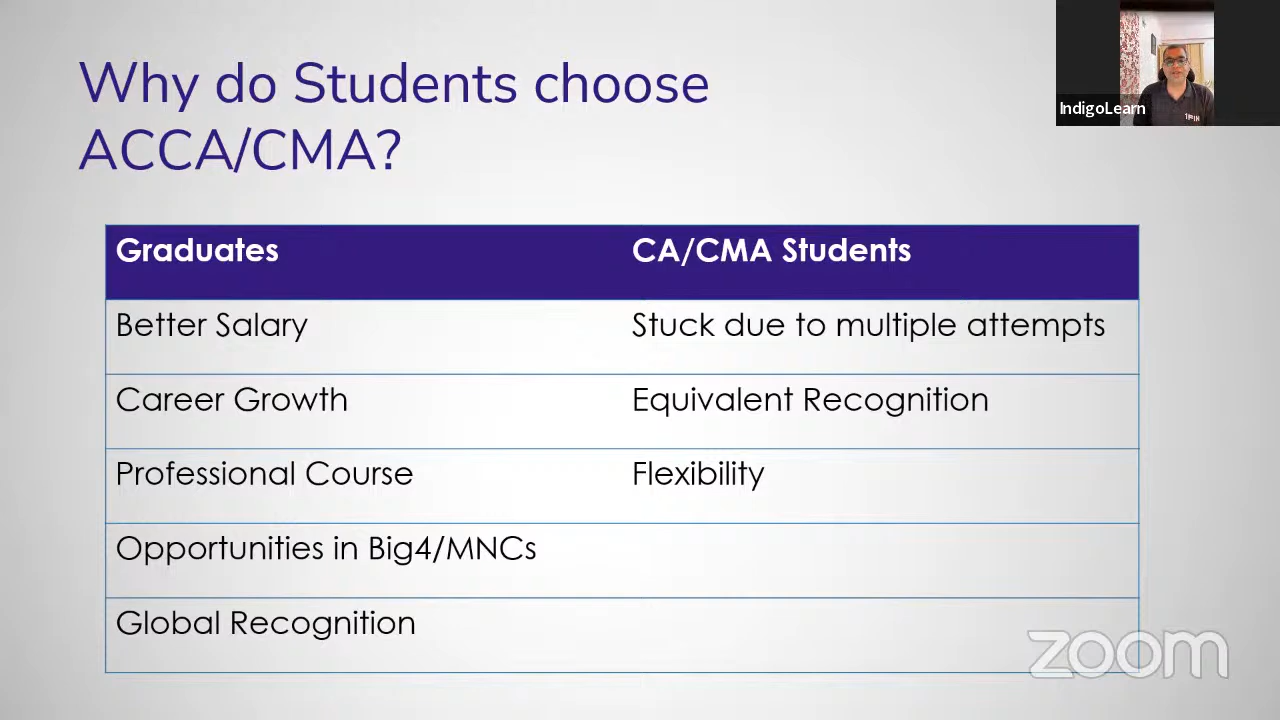 Why do Students choose
ACCA/CMA?
IndigoLearn
1FIN
Graduates
CA/CMA Students
Better Salary
Stuck due to multiple attempts
Career Growth
Equivalent Recognition
Professional Course
Flexibility
Opportunities in Big4/MNCs
Global Recognition
zoom